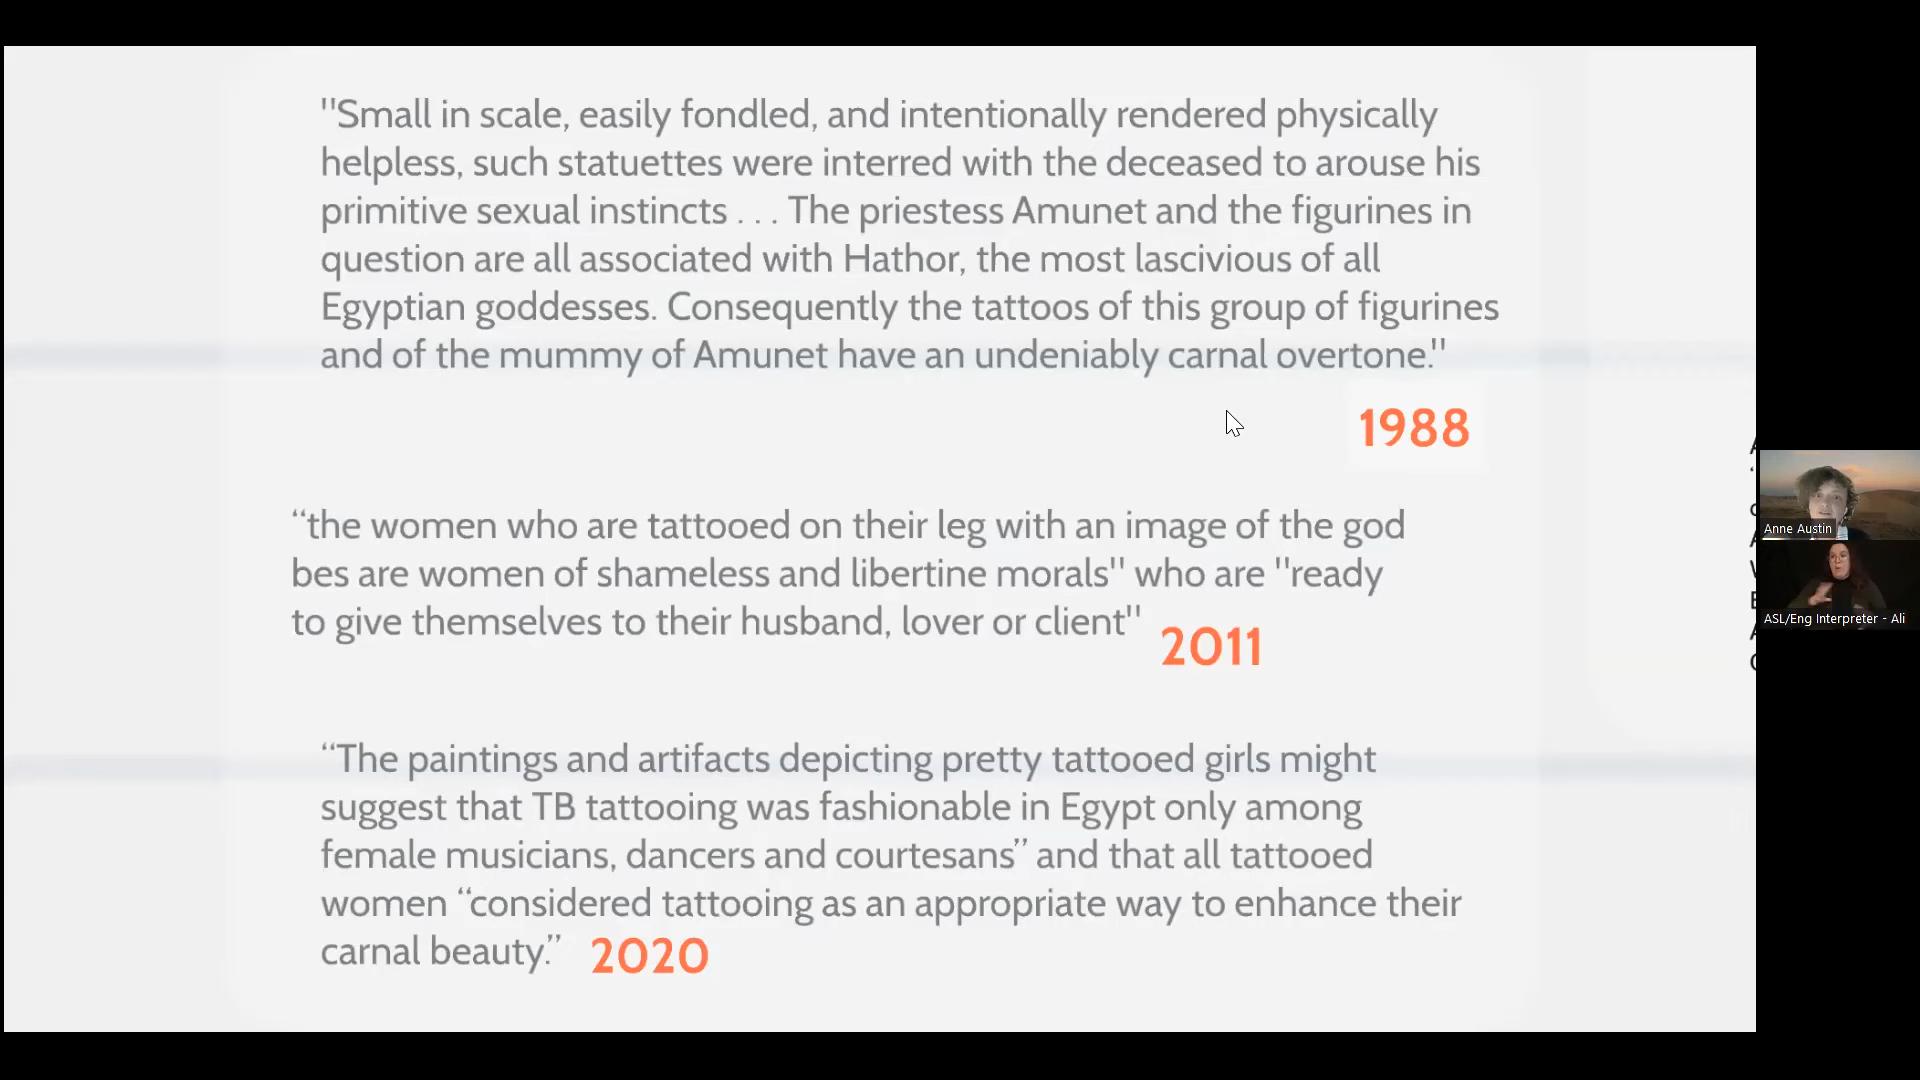 "Small in scale, easily fondled, and intentionally rendered physically
helpless, such statuettes were interred with the deceased to arouse his
primitive sexual instincts . . . The priestess Amunet and the figurines in
question are all associated with Hathor, the most lascivious of all
Egyptian goddesses. Consequently the tattoos of this group of figurines
and of the mummy of Amunet have an undeniably carnal overtone."
1988
“the women who are tattooed on their leg with an image of the god
bes are women of shameless and libertine morals" who are "ready
to give themselves to their husband, lover or client"
2011
“The paintings and artifacts depicting pretty tattooed girls might
suggest that TB tattooing was fashionable in Egypt only among
female musicians, dancers and courtesans” and that all tattooed
women “considered tattooing as an appropriate way to enhance their
carnal beauty.”
2020
Anne Austin
ASL/Eng Interpreter - Ali